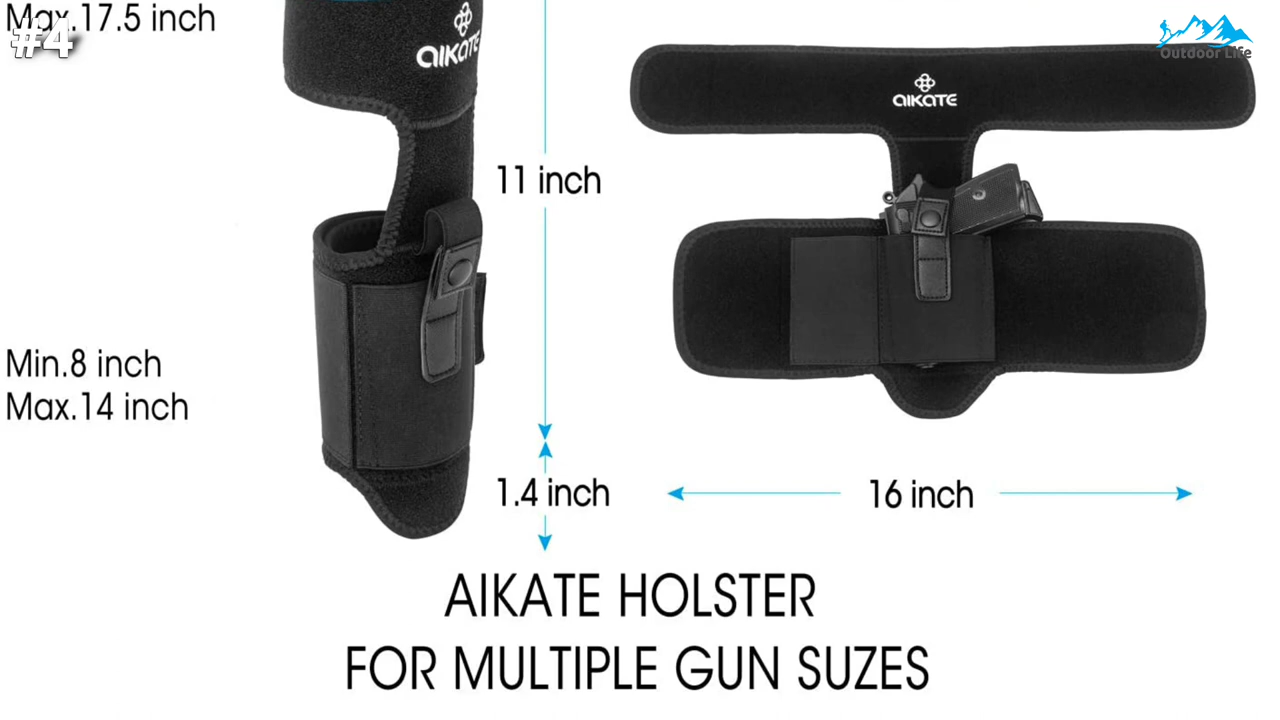 Max.17.5 inch
#4
aikate
Outdoor Life
aikate
11 inch
Min.8 inch
Max.14 inch
1.4 inch
16 inch
AIKATE HOLSTER
FOR MULTIPLE GUN SUZES